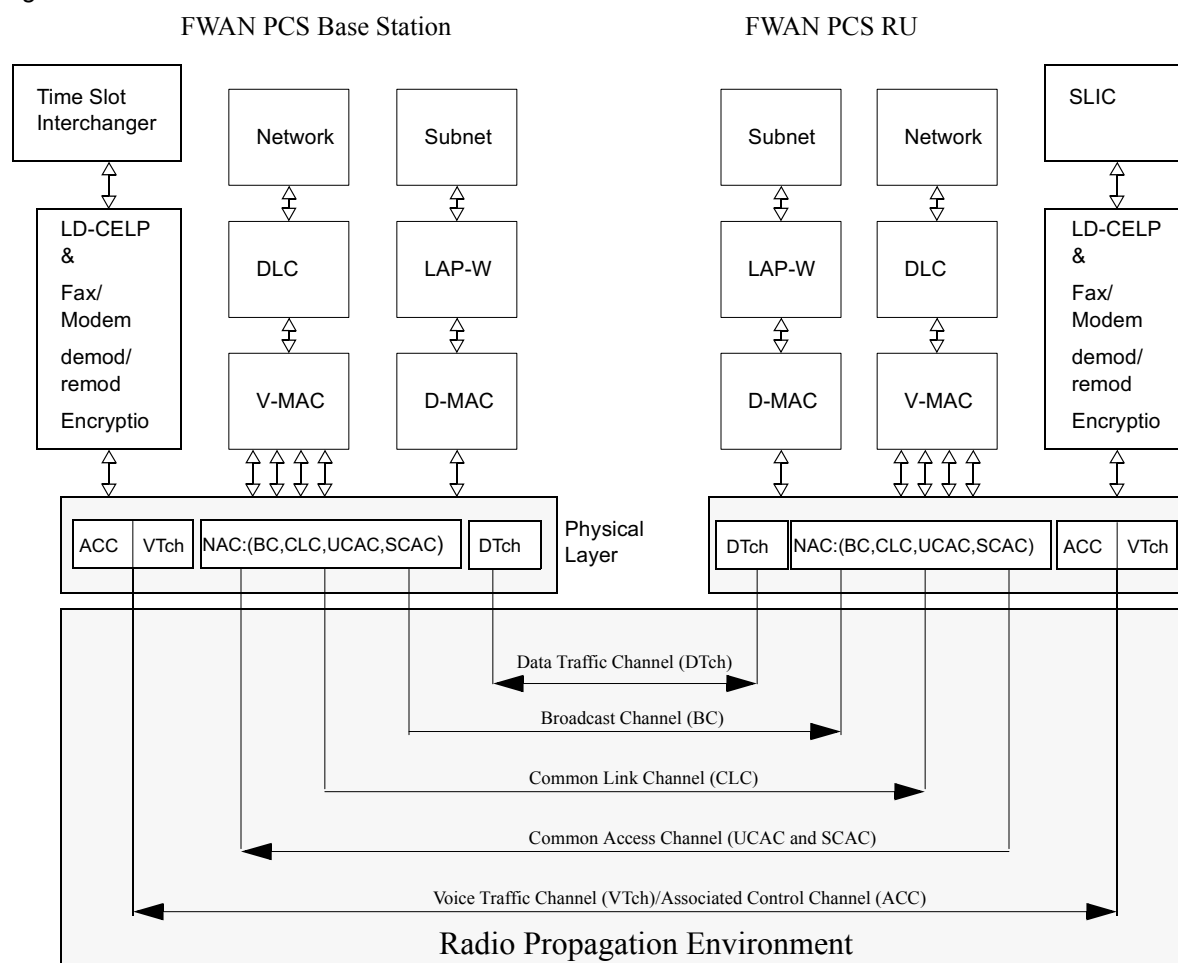 FWAN PCS Base Station
FWAN PCS RU
Time Slot
Interchanger
Network
Subnet
Subnet
Network
SLIC
LD-CELP
&
Fax/
Modem
demod/
remod
Encryptio
DLC
LAP-W
LAP-W
DLC
LD-CELP
&
Fax/
Modem
demod/
remod
Encryptio
V-MAC
D-MAC
D-MAC
V-MAC
ACC
VTch
NAC:(BC,CLC,UCAC,SCAC)
DTch
Physical
Layer
DTch
NAC:(BC,CLC,UCAC,SCAC)
ACC
VTch
Data Traffic Channel (DTch)
Broadcast Channel (BC)
Common Link Channel (CLC)
Common Access Channel (UCAC and SCAC)
Voice Traffic Channel (VTch)/Associated Control Channel (ACC)
Radio Propagation Environment